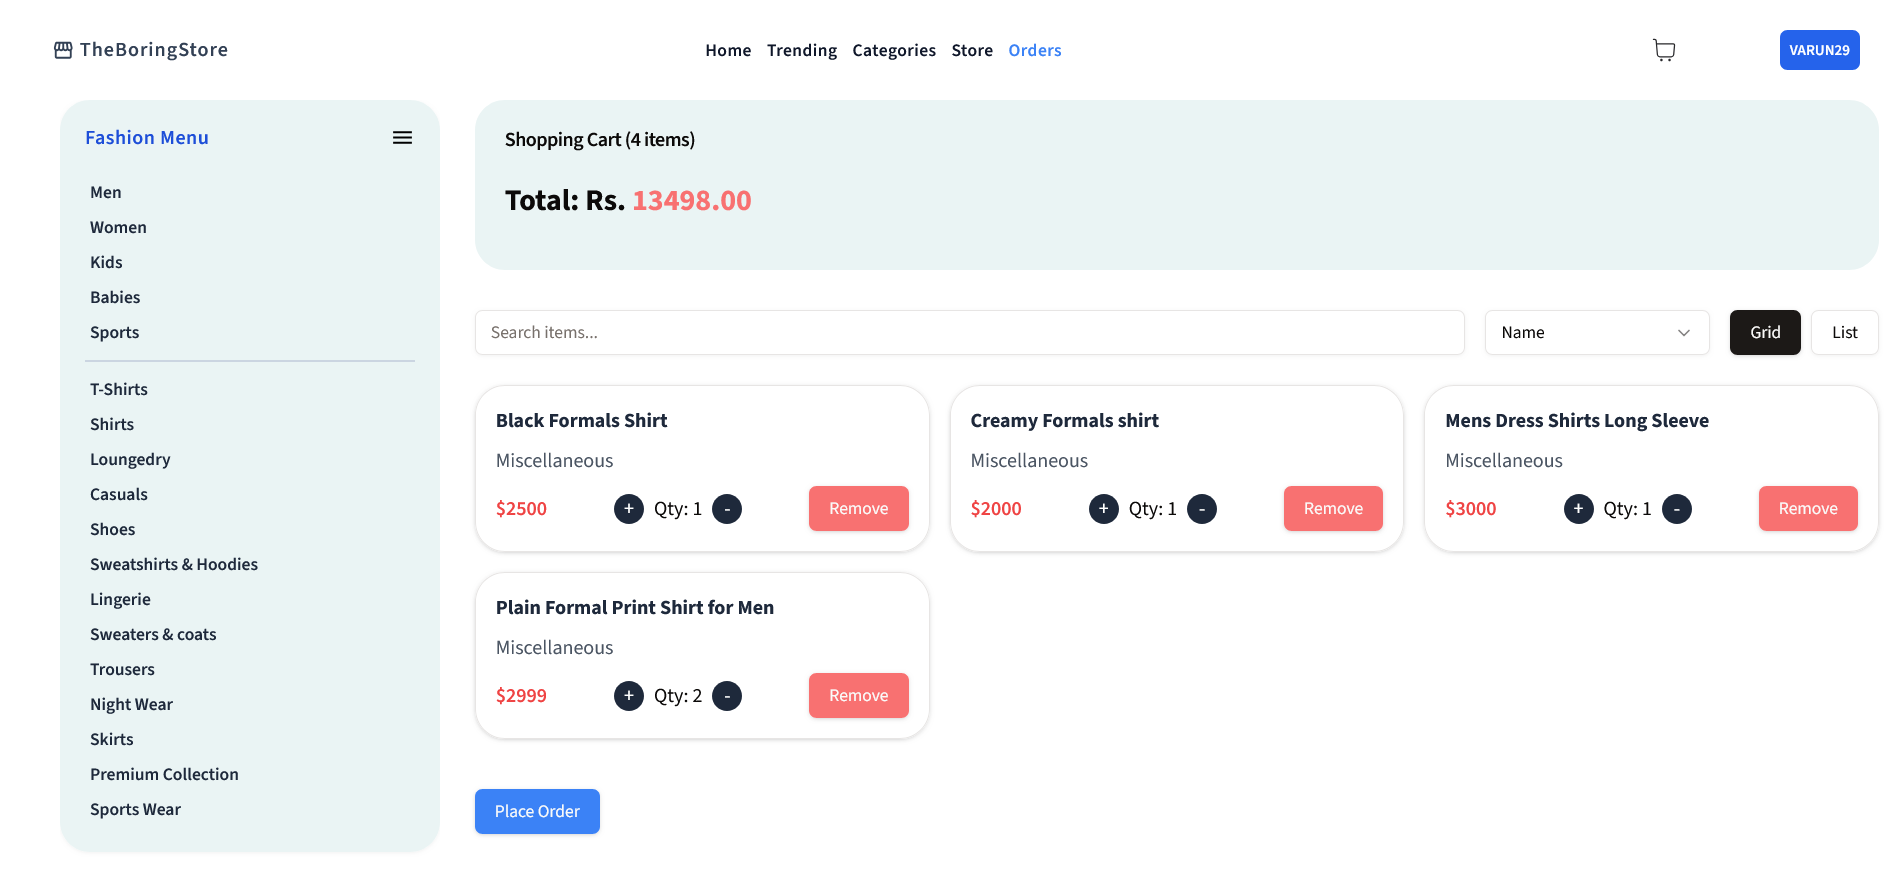 TheBoringStore
Home Trending Categories Store Orders
VARUN29
Fashion Menu
Men
Women
Kids
Babies
Sports
T-Shirts
Shirts
Loungedry
Casuals
Shoes
Sweatshirts & Hoodies
Lingerie
Sweaters & coats
Trousers
Night Wear
Skirts
Premium Collection
Sports Wear
Shopping Cart (4 items)
Total: Rs. 13498.00
Search items...
Name
Grid
List
Black Formals Shirt
Miscellaneous
$2500 + Qty: 1 - Remove
Creamy Formals shirt
Miscellaneous
$2000 + Qty: 1 - Remove
Mens Dress Shirts Long Sleeve
Miscellaneous
$3000 + Qty: 1 - Remove
Plain Formal Print Shirt for Men
Miscellaneous
$2999 + Qty: 2 - Remove
Place Order